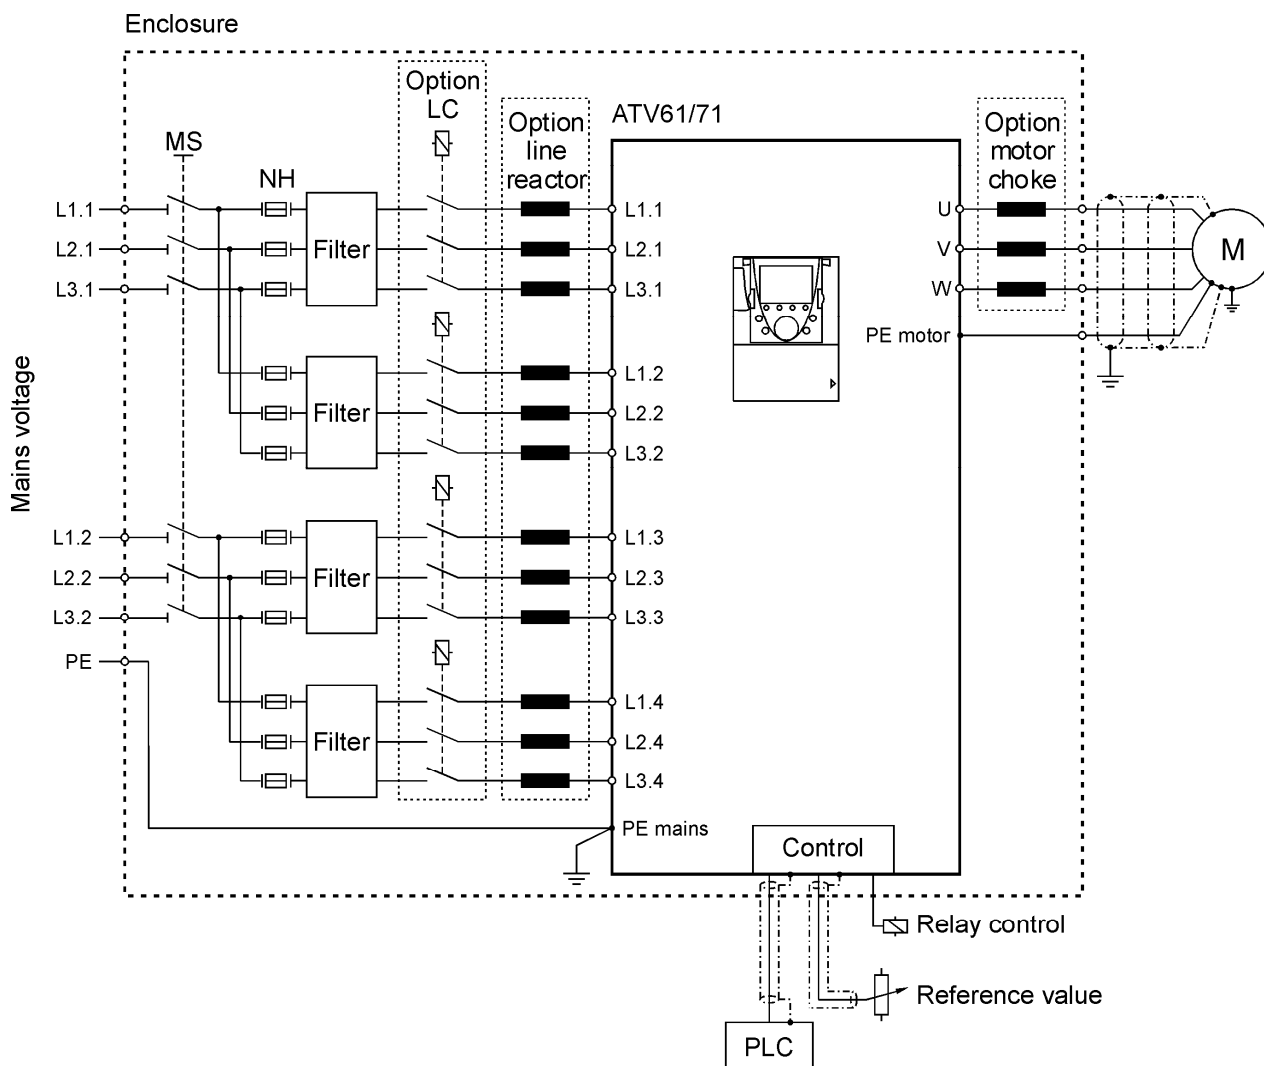 Enclosure
Option
LC
Option
line
reactor
ATV61/71
Option
motor
choke
MS
NH
L1.1
Filter
L1.1
U
L2.1
L2.1
V
M
L3.1
L3.1
W
PE motor
Mains voltage
L1.2
Filter
L2.2
L3.2
L1.2
L1.3
L2.2
Filter
L2.3
L3.2
L3.3
PE
L1.4
Filter
L2.4
L3.4
PE mains
Control
Relay control
Reference value
PLC